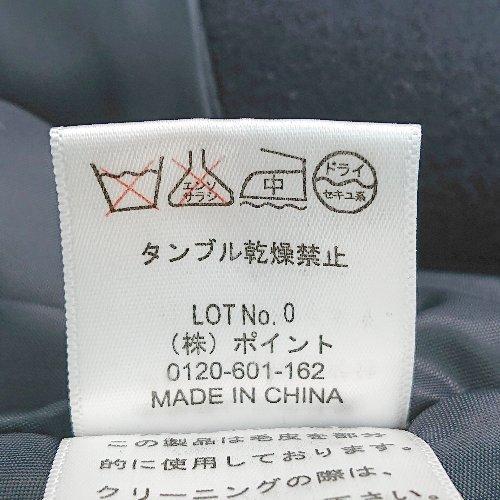 エンソ
サラシ
中
ドライ
セキユ系
タンブル乾燥禁止
LOT No. 0
(株) ポイント
0120-601-162
MADE IN CHINA
この製品は毛皮を部分
的に使用しております。
クリーニングの際は、